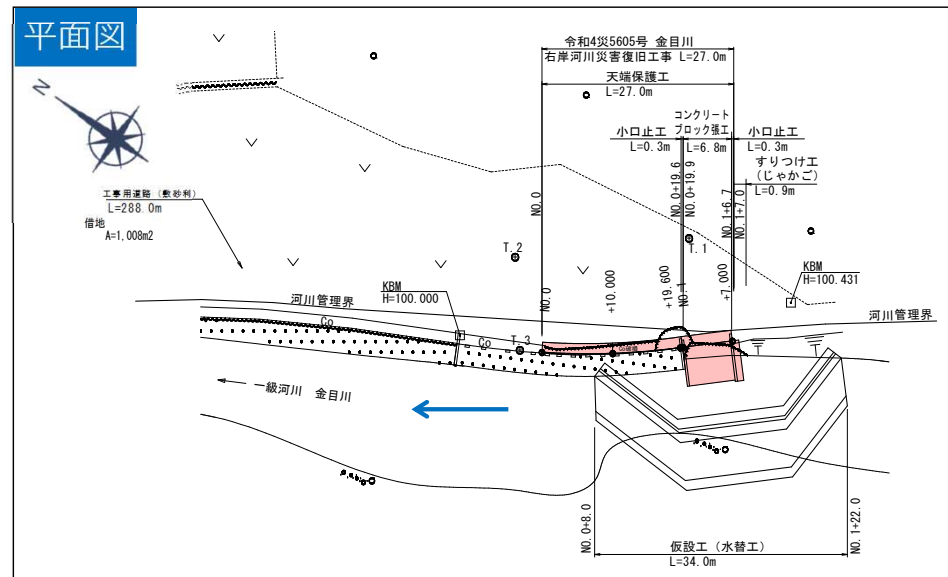 平面図
N
令和4災5605号 金目川
右岸河川災害復旧工事 L=27.0m
天端保護工
L=27.0m
コンクリート
ブロック張工
L=6.8m
小口止工
L=0.3m
小口止工
L=0.3m
すりつけ工
(じゃかご)
L=0.9m
NO.0
NO.0+19.6
NO.0+19.9
NO.1+6.7
NO.1+7.0
工事用道路（敷砂利）
L=288.0m
借地
A=1,008m2
T.2
T.1
KBM
H=100.431
KBM
H=100.000
NO.0
+10.000
+19.600
NO.1
+7.000
河川管理界
河川管理界
Co
Co
T.3
一級河川 金目川
NO.0+8.0
NO.1+22.0
仮設工（水替工）
L=34.0m